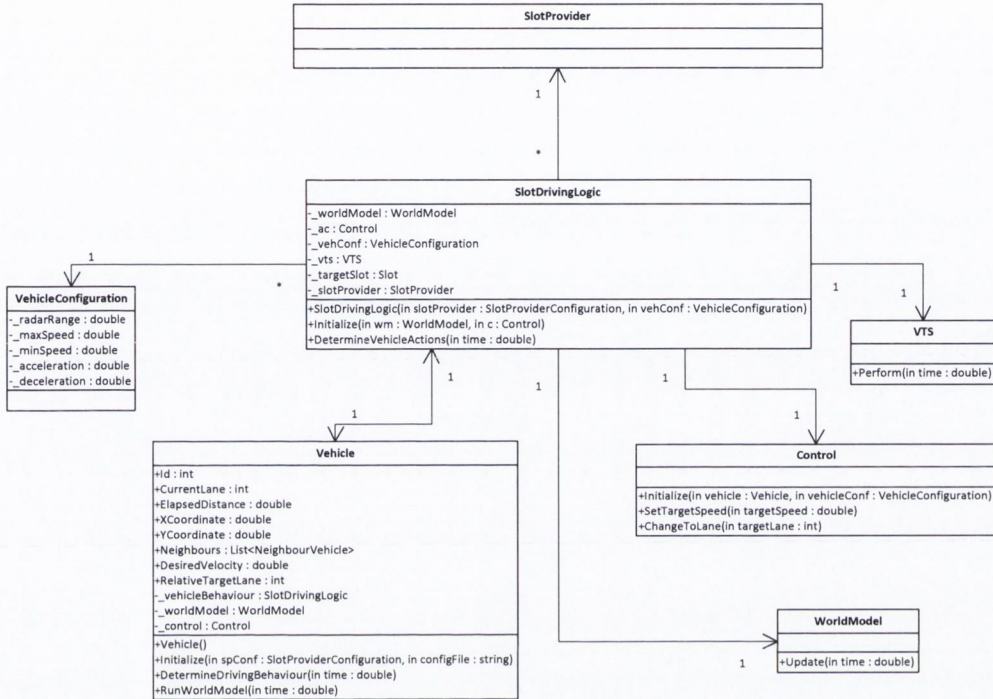 SlotProvider
1
*
SlotDrivingLogic
-_worldModel : WorldModel
-_ac : Control
-_vehConf : VehicleConfiguration
-_vts : VTS
-_targetSlot : Slot
-_slotProvider : SlotProvider
+SlotDrivingLogic(in slotProvider : SlotProviderConfiguration, in vehConf : VehicleConfiguration)
+Initialize(in wm : WorldModel, in c : Control)
+DetermineVehicleActions(in time : double)
1
*
VehicleConfiguration
-_radarRange : double
-_maxSpeed : double
-_minSpeed : double
-_acceleration : double
-_deceleration : double
1
1
VTS
+Perform(in time : double)
1
1
1
1
1
Vehicle
+Id : int
+CurrentLane : int
+ElapsedDistance : double
+XCoordinate : double
+YCoordinate : double
+Neighbours : List<NeighbourVehicle>
+DesiredVelocity : double
+RelativeTargetLane : int
-_vehicleBehaviour : SlotDrivingLogic
-_worldModel : WorldModel
-_control : Control
+Vehicle()
+Initialize(in spConf : SlotProviderConfiguration, in configFile : string)
+DetermineDrivingBehaviour(in time : double)
+RunWorldModel(in time : double)
Control
+Initialize(in vehicle : Vehicle, in vehicleConf : VehicleConfiguration)
+SetTargetSpeed(in targetSpeed : double)
+ChangeToLane(in targetLane : int)
WorldModel
+Update(in time : double)
1